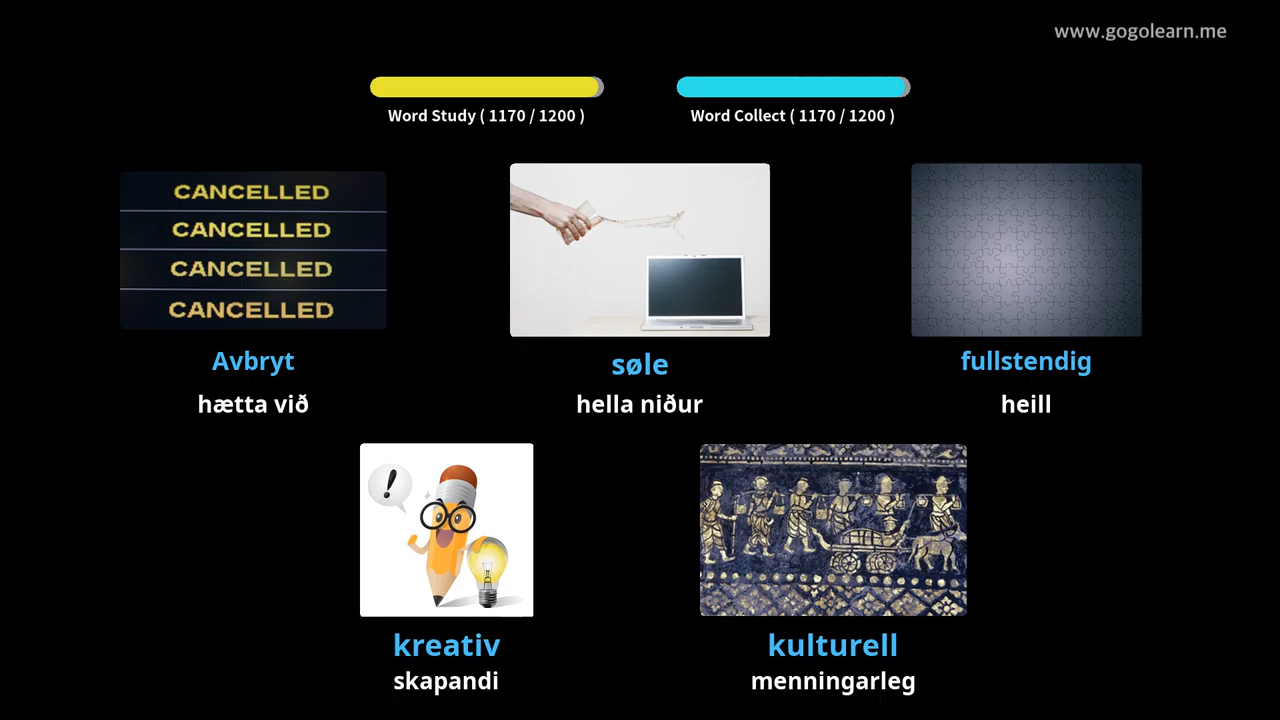 www.gogolearn.me
Word Study ( 1170 / 1200 )
Word Collect ( 1170 / 1200 )
CANCELLED
CANCELLED
CANCELLED
CANCELLED
Avbryt
hætta við
søle
hella niður
fullstendig
heill
!
kreativ
skapandi
kulturell
menningarleg